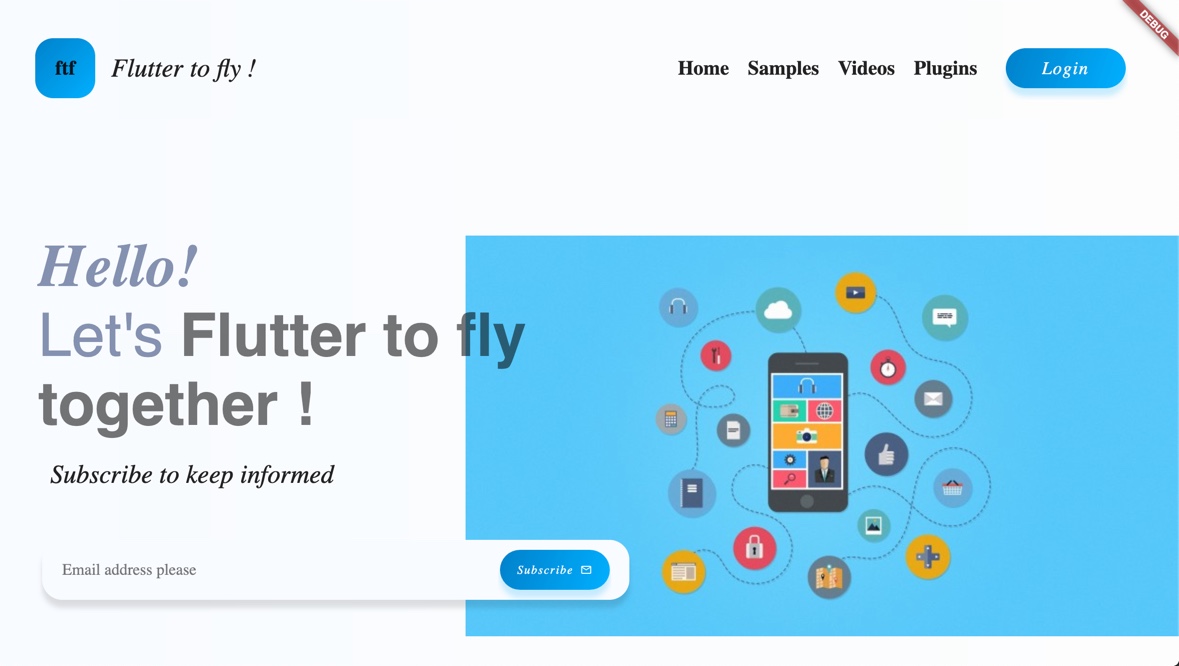 DEBUG
ftf
Flutter to fly !
Home Samples Videos Plugins Login
Hello!
Let's Flutter to fly
together !
Subscribe to keep informed
Email address please
Subscribe